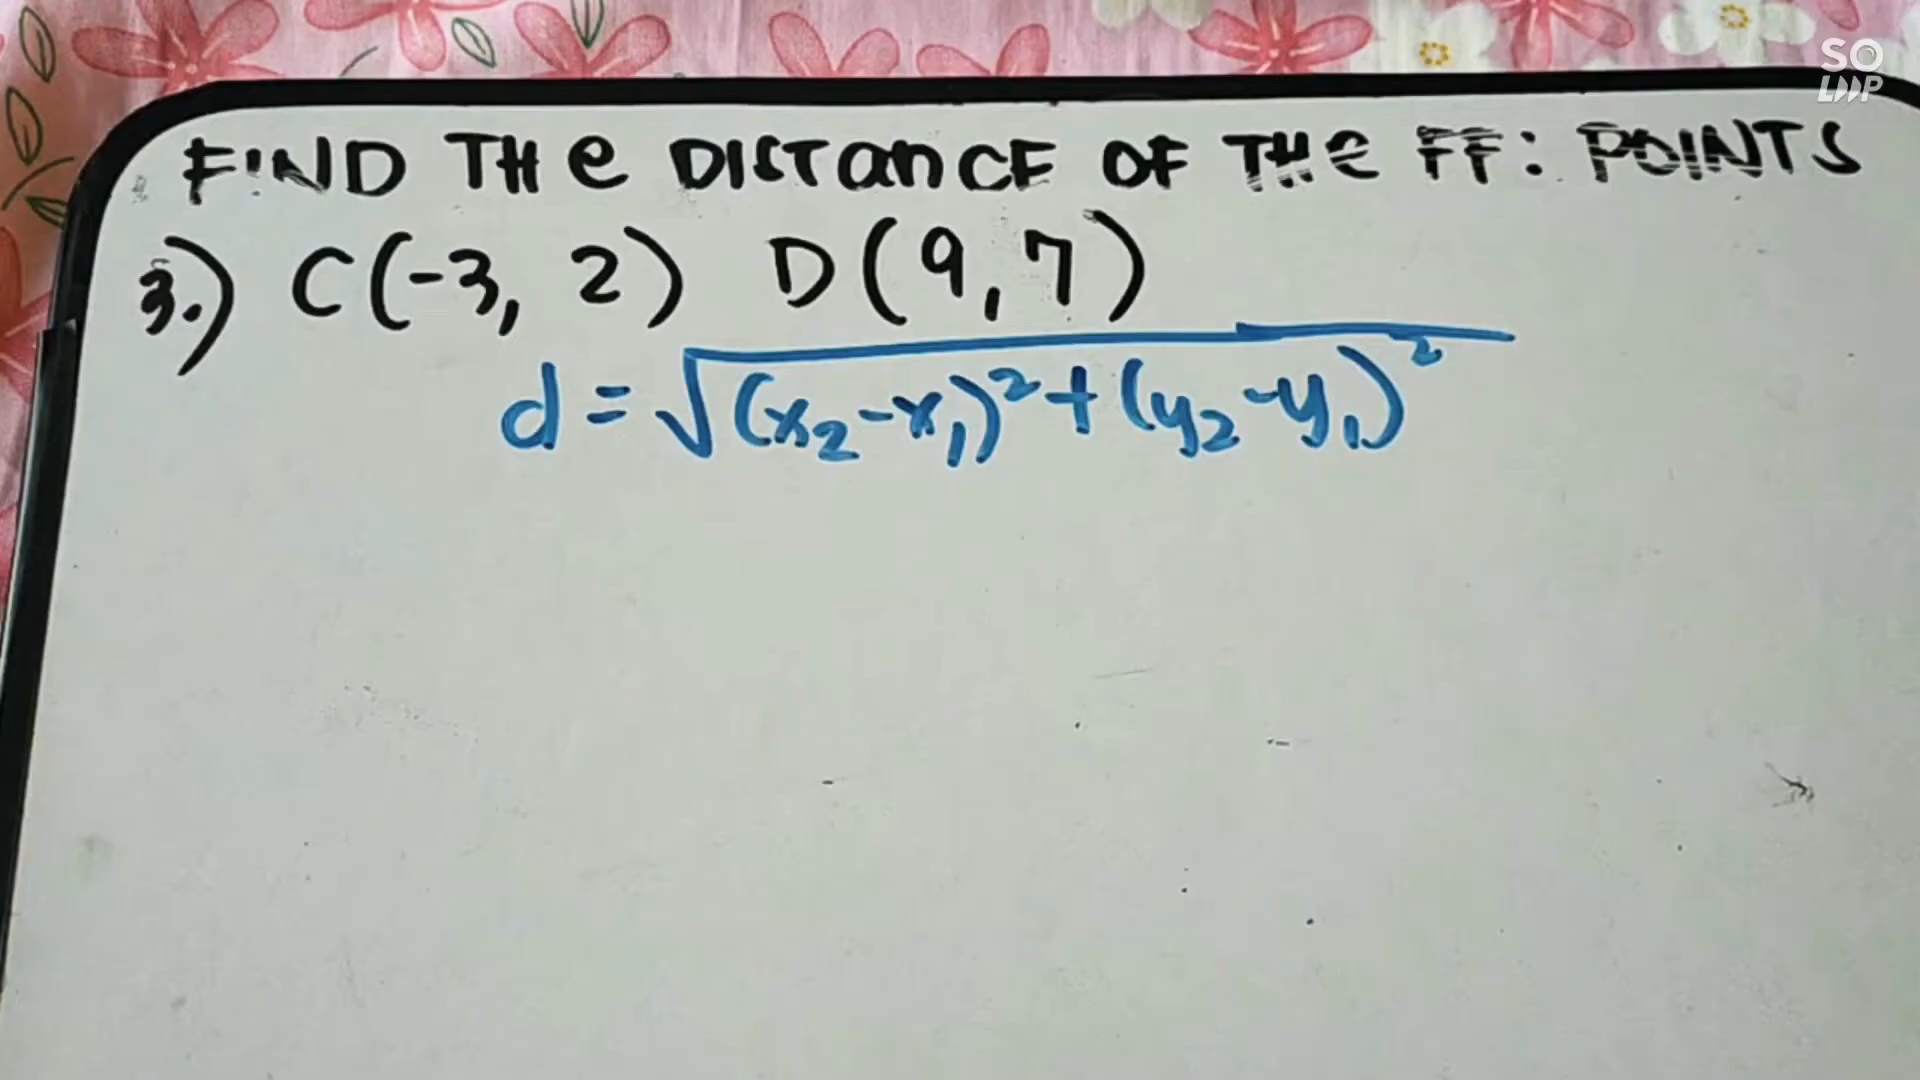 SO
LOOP
FIND THE DISTANCE OF THE FF: POINTS
3.) C(-3, 2) D(9,7)
d = √(x₂-x₁)²+(y₂-y₁)²